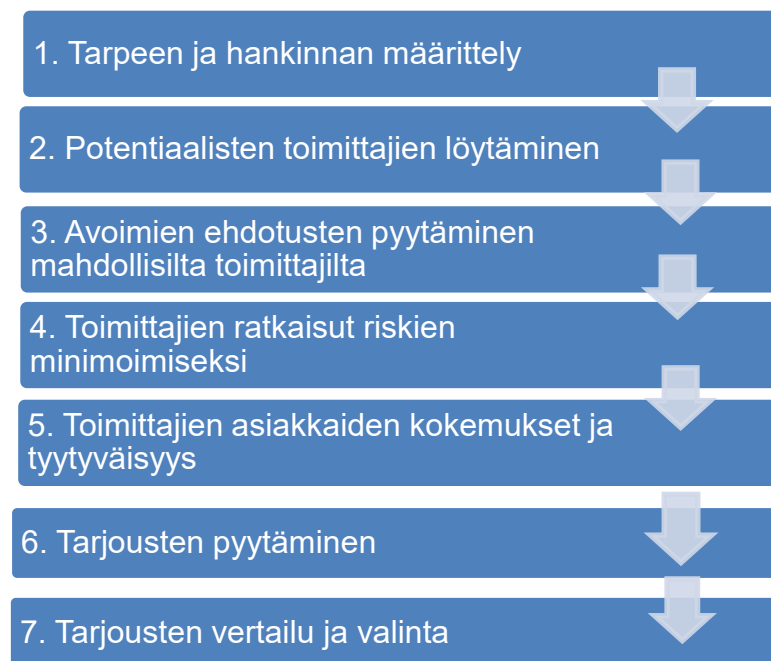 1. Tarpeen ja hankinnan määrittely
2. Potentiaalisten toimittajien löytäminen
3. Avoimien ehdotusten pyytäminen
mahdollisilta toimittajilta
4. Toimittajien ratkaisut riskien
minimoimiseksi
5. Toimittajien asiakkaiden kokemukset ja
tyytyväisyys
6. Tarjousten pyytäminen
7. Tarjousten vertailu ja valinta